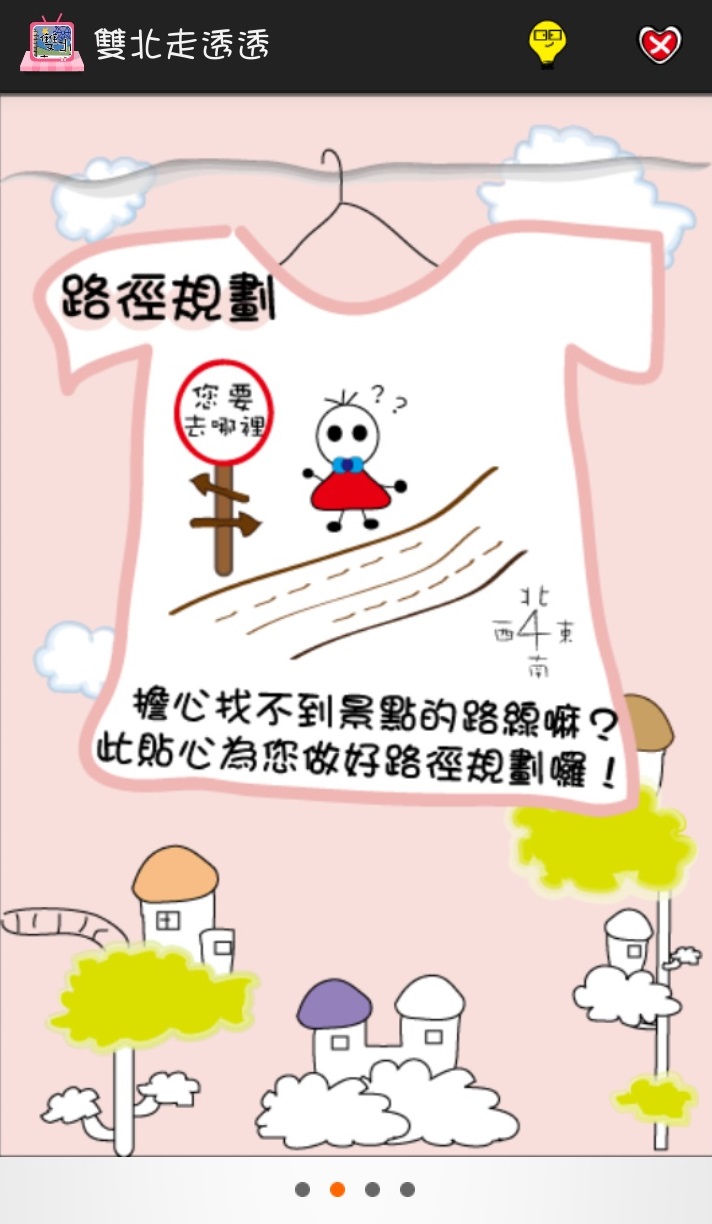 雙北走透透
路徑規劃
您要
去哪裡
??
北
西 東
南
擔心找不到景點的路線嘛？
此貼心為您做好路徑規劃囉！